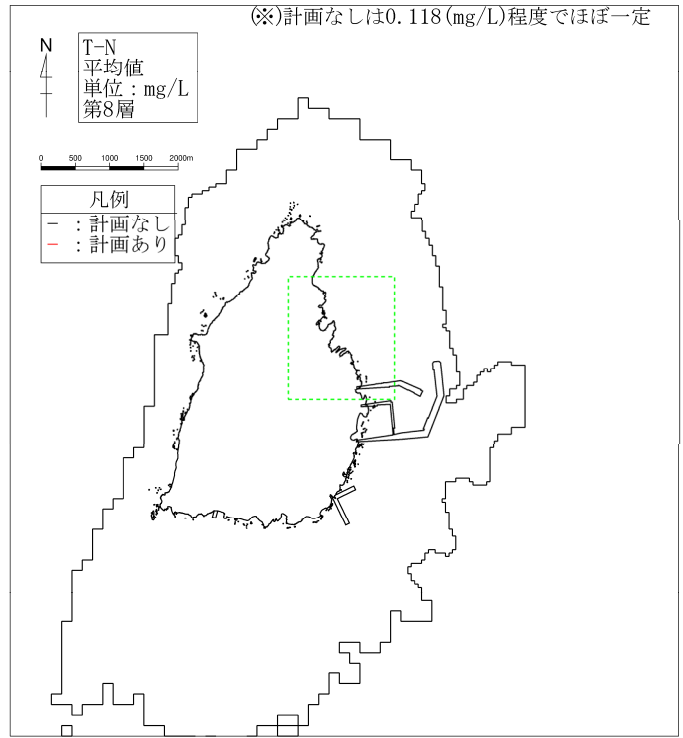 (※)計画なしは0.118(mg/L)程度でほぼ一定
N
T-N
平均値
単位：mg/L
第8層
0 500 1000 1500 2000m
凡例
－ ：計画なし
－ ：計画あり